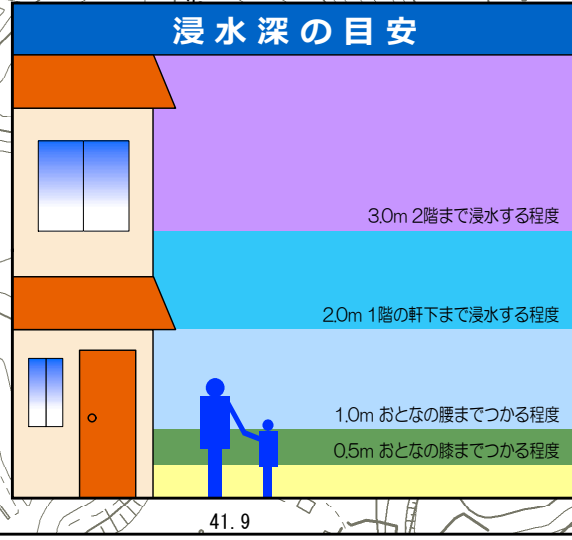 浸水深の目安
3.0m 2階まで浸水する程度
2.0m 1階の軒下まで浸水する程度
1.0m おとなの腰までつかる程度
0.5m おとなの膝までつかる程度
41.9